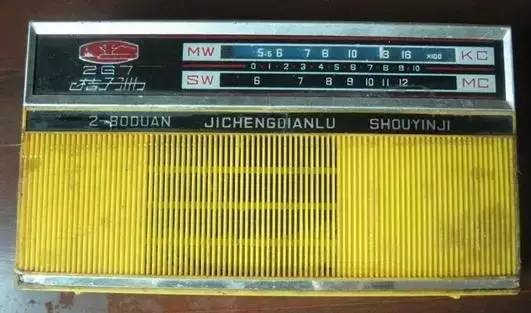 MW 5.5 6 7 8 10 13 16 ×100 KC
0·1·2·3·4·5·6·7·8·9·10
2G7
SW 6 7 8 9 10 11 12 MC
2-BODUAN JICHENGDIANLU SHOUYINJI